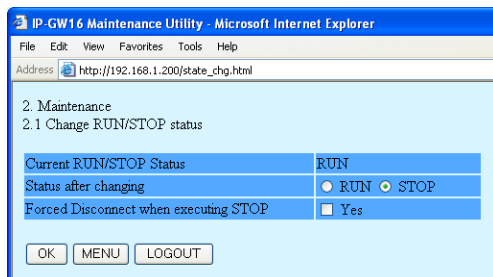 IP-GW16 Maintenance Utility - Microsoft Internet Explorer
File Edit View Favorites Tools Help
Address http://192.168.1.200/state_chg.html
2. Maintenance
2.1 Change RUN/STOP status
Current RUN/STOP Status RUN
Status after changing RUN STOP
Forced Disconnect when executing STOP Yes
OK MENU LOGOUT